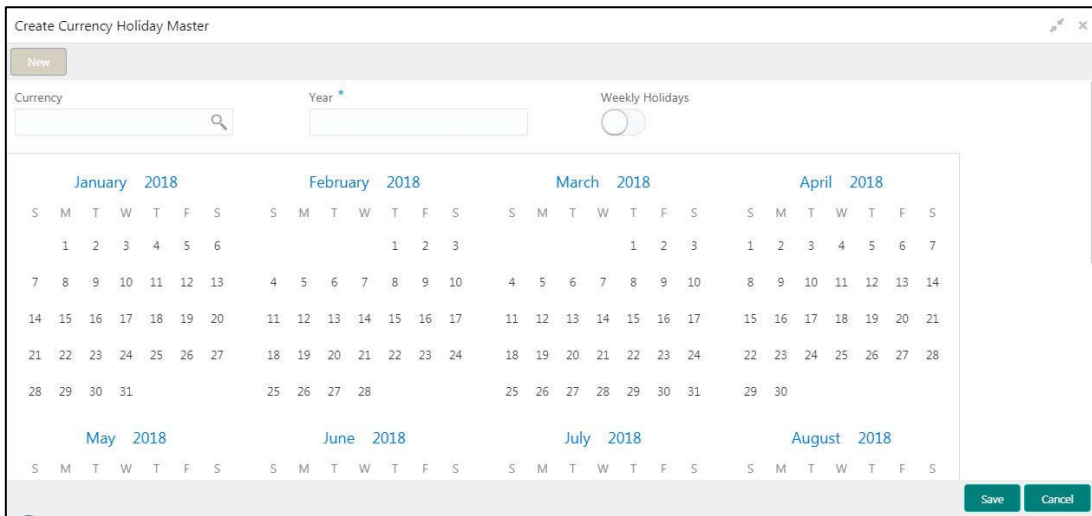 Create Currency Holiday Master
New
Currency Year * Weekly Holidays
January 2018 February 2018 March 2018 April 2018
S M T W T F S S M T W T F S S M T W T F S S M T W T F S
1 2 3 4 5 6 1 2 3 1 2 3 1 2 3 4 5 6 7
7 8 9 10 11 12 13 4 5 6 7 8 9 10 4 5 6 7 8 9 10 8 9 10 11 12 13 14
14 15 16 17 18 19 20 11 12 13 14 15 16 17 11 12 13 14 15 16 17 15 16 17 18 19 20 21
21 22 23 24 25 26 27 18 19 20 21 22 23 24 18 19 20 21 22 23 24 22 23 24 25 26 27 28
28 29 30 31 25 26 27 28 25 26 27 28 29 30 31 29 30
May 2018 June 2018 July 2018 August 2018
S M T W T F S S M T W T F S S M T W T F S S M T W T F S
Save Cancel